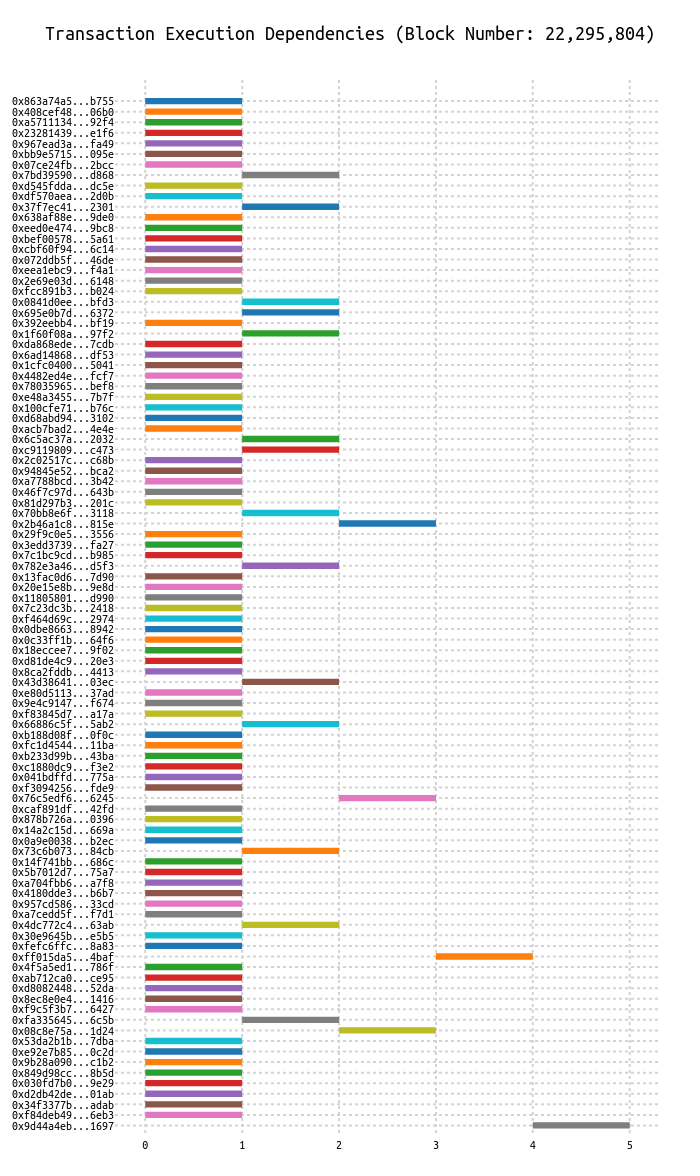 Transaction Execution Dependencies (Block Number: 22,295,804)
0x863a74a5...b755
0x408cef48...06b0
0xa5711134...92f4
0x23281439...e1f6
0x967ead3a...fa49
0xbb9e5715...095e
0x07ce24fb...2bcc
0x7bd39590...d868
0xd545fdda...dc5e
0xdf570aea...2d0b
0x37f7ec41...2301
0x638af88e...9de0
0xeed0e474...9bc8
0xbef00578...5a61
0xcbf60f94...6c14
0x072ddb5f...46de
0xeea1ebc9...f4a1
0x2e69e03d...6148
0xfcc891b3...b024
0x0841d0ee...bfd3
0x695e0b7d...6372
0x392eebb4...bf19
0x1f60f08a...97f2
0xda868ede...7cdb
0x6ad14868...df53
0x1cfc0400...5041
0x4482ed4e...fcf7
0x78035965...bef8
0xe48a3455...7b7f
0x100cfe71...b76c
0xd68abd94...3102
0xacb7bad2...4e4e
0x6c5ac37a...2032
0xc9119809...c473
0x2c02517c...c68b
0x94845e52...bca2
0xa7788bcd...3b42
0x46f7c97d...643b
0x81d297b3...201c
0x70bb8e6f...3118
0x2b46a1c8...815e
0x29f9c0e5...3556
0x3edd3739...fa27
0x7c1bc9cd...b985
0x782e3a46...d5f3
0x13fac0d6...7d90
0x20e15e8b...9e8d
0x11805801...d990
0x7c23dc3b...2418
0xf464d69c...2974
0x0dbe8663...8942
0x0c33ff1b...64f6
0x18eccee7...9f02
0xd81de4c9...20e3
0x8ca2fddb...4413
0x43d38641...03ec
0xe80d5113...37ad
0x9e4c9147...f674
0xf83845d7...a17a
0x66886c5f...5ab2
0xb188d08f...0f0c
0xfc1d4544...11ba
0xb233d99b...43ba
0xc1880dc9...f3e2
0x041bdffd...775a
0xf3094256...fde9
0x76c5edf6...6245
0xcaf891df...42fd
0x878b726a...0396
0x14a2c15d...669a
0x0a9e0038...b2ec
0x73c6b073...84cb
0x14f741bb...686c
0x5b7012d7...75a7
0xa704fbb6...a7f8
0x4180dde3...b6b7
0x957cd586...33cd
0xa7cedd5f...f7d1
0x4dc772c4...63ab
0x30e9645b...e5b5
0xfefc6ffc...8a83
0xff015da5...4baf
0x4f5a5ed1...786f
0xab712ca0...ce95
0xd8082448...52da
0x8ec8e0e4...1416
0xf9c5f3b7...6427
0xfa335645...6c5b
0x08c8e75a...1d24
0x53da2b1b...7dba
0xe92e7b85...0c2d
0x9b28a090...c1b2
0x849d98cc...8b5d
0x030fd7b0...9e29
0xd2db42de...01ab
0x34f3377b...adab
0xf84deb49...6eb3
0x9d44a4eb...1697
0 1 2 3 4 5